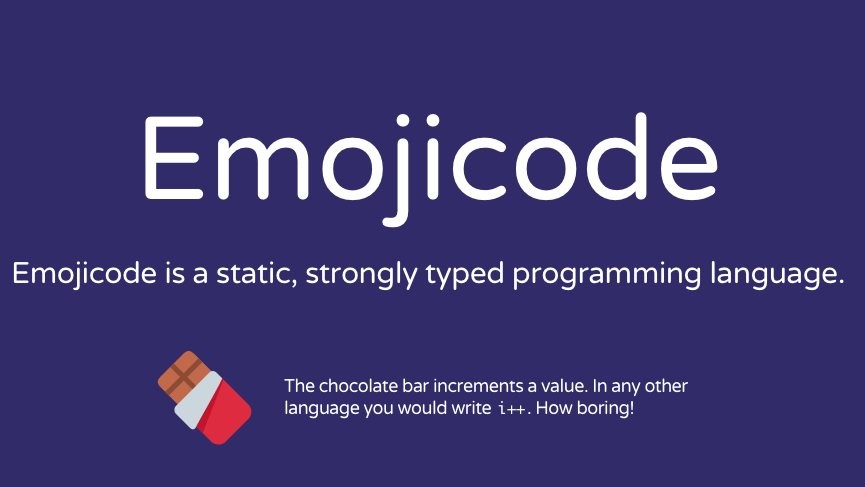 Emojicode
Emojicode is a static, strongly typed programming language.
The chocolate bar increments a value. In any other
language you would write i++. How boring!